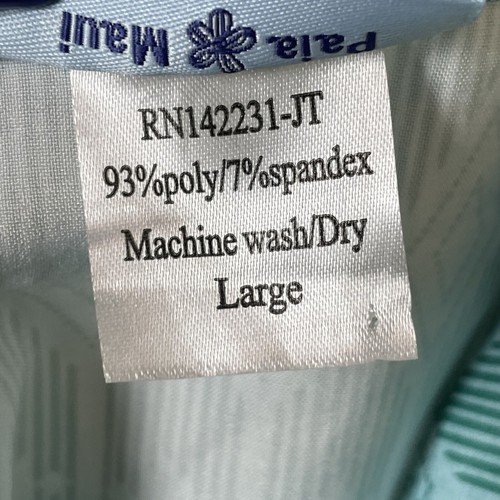 Paia, Maui
RN142231-JT
93%poly/7%spandex
Machine wash/Dry
Large